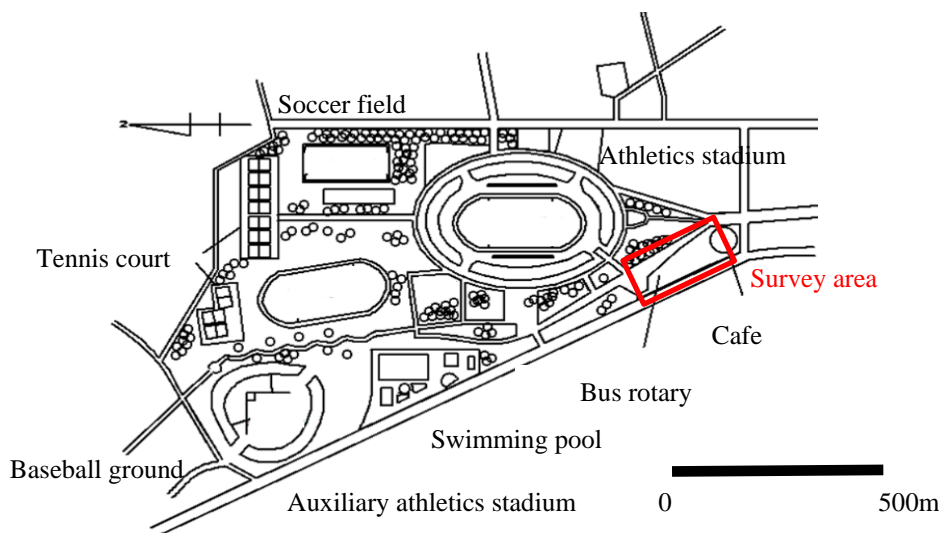 Soccer field
Athletics stadium
Tennis court
Survey area
Cafe
Bus rotary
Swimming pool
Baseball ground
Auxiliary athletics stadium
0 500m